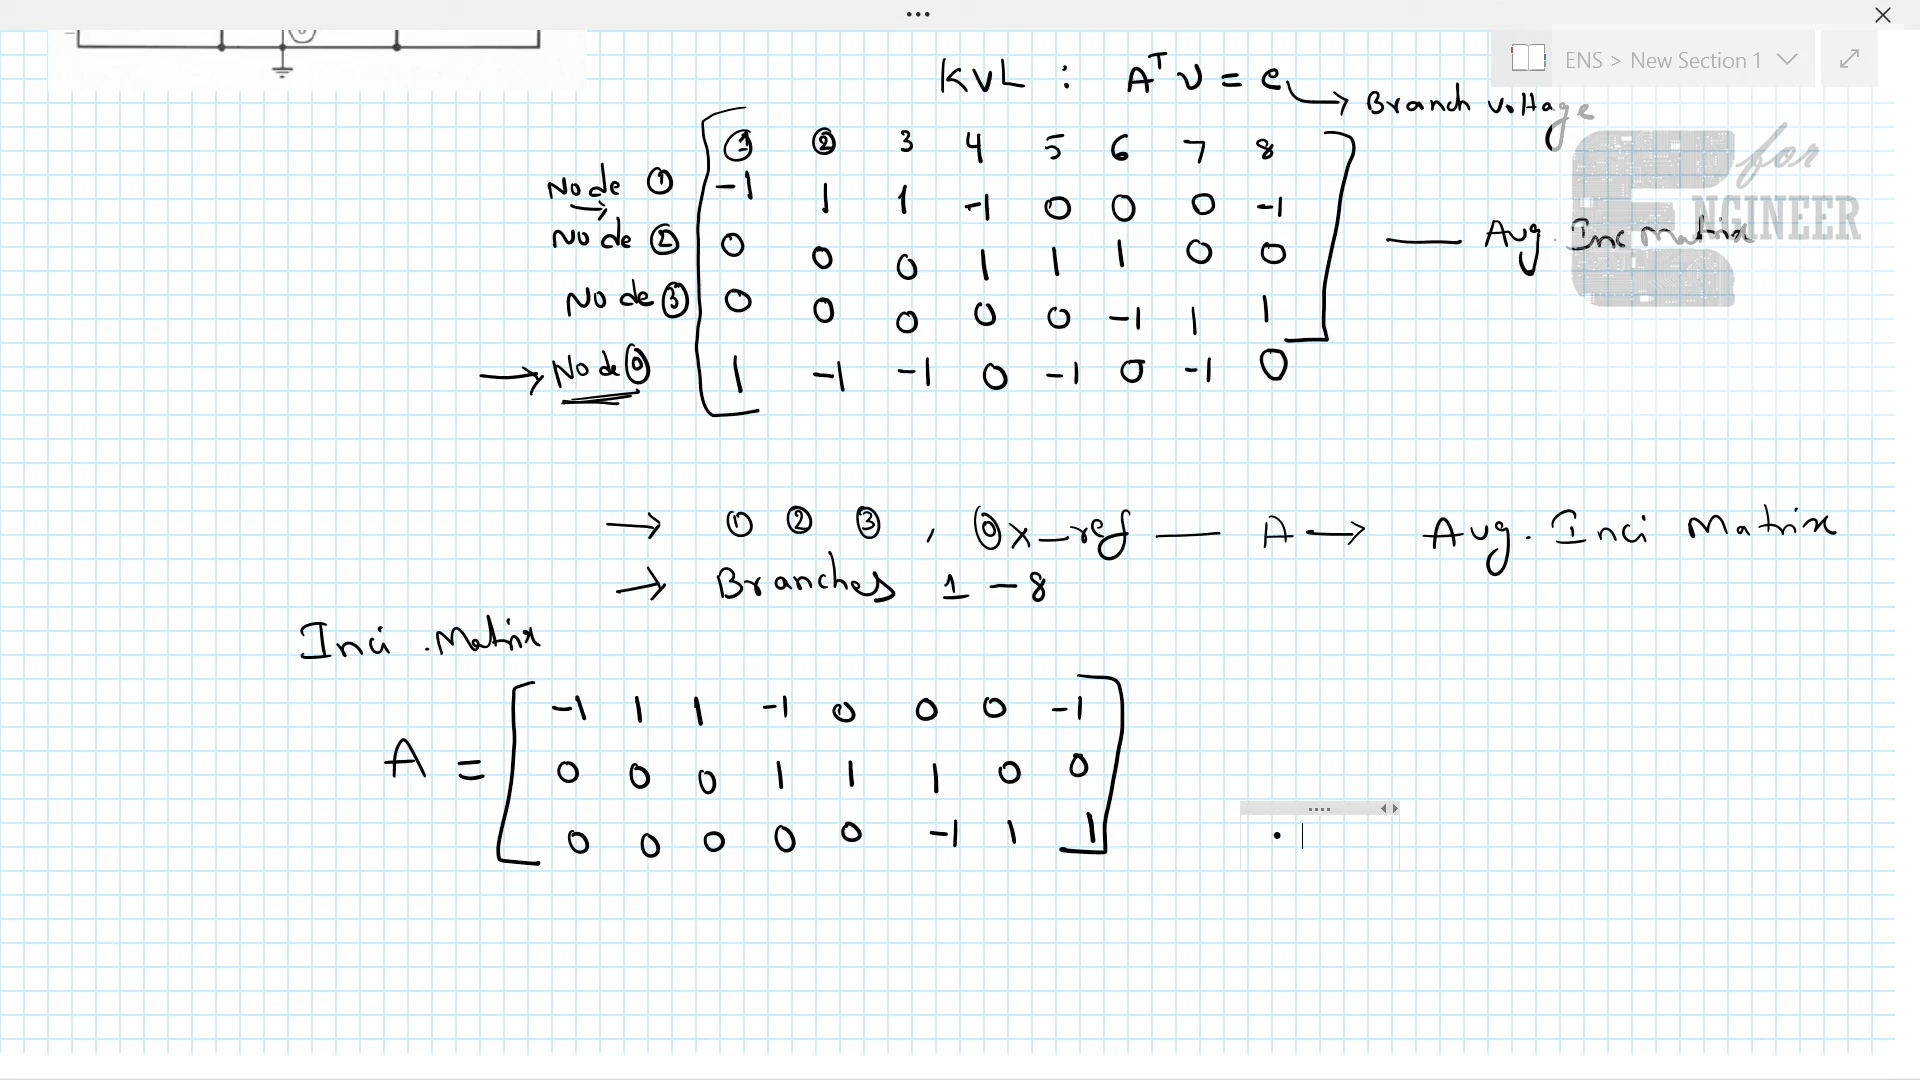 ENS > New Section 1
KVL : Aᵀ v = e → Branch voltage
① ② 3 4 5 6 7 8
Node ① -1 1 1 -1 0 0 0 -1
Node ② 0 0 0 1 1 1 0 0 — Aug. Inc Matrix
Node ③ 0 0 0 0 0 -1 1 1
→ Node ⓪ 1 -1 -1 0 -1 0 -1 0
for
ENGINEER
→ ① ② ③ , ⓪ x_ref — A → Aug. Inci Matrix
→ Branches 1 - 8
Inci . Matrix
A =
-1 1 1 -1 0 0 0 -1
0 0 0 1 1 1 0 0
0 0 0 0 0 -1 1 1